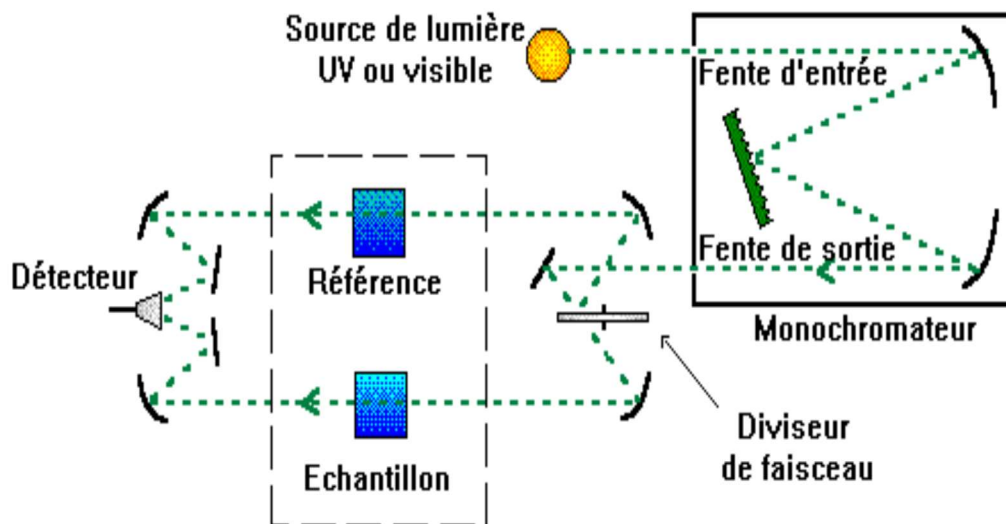 Source de lumière
UV ou visible
Fente d'entrée
Fente de sortie
Monochromateur
Détecteur
Référence
Echantillon
Diviseur
de faisceau